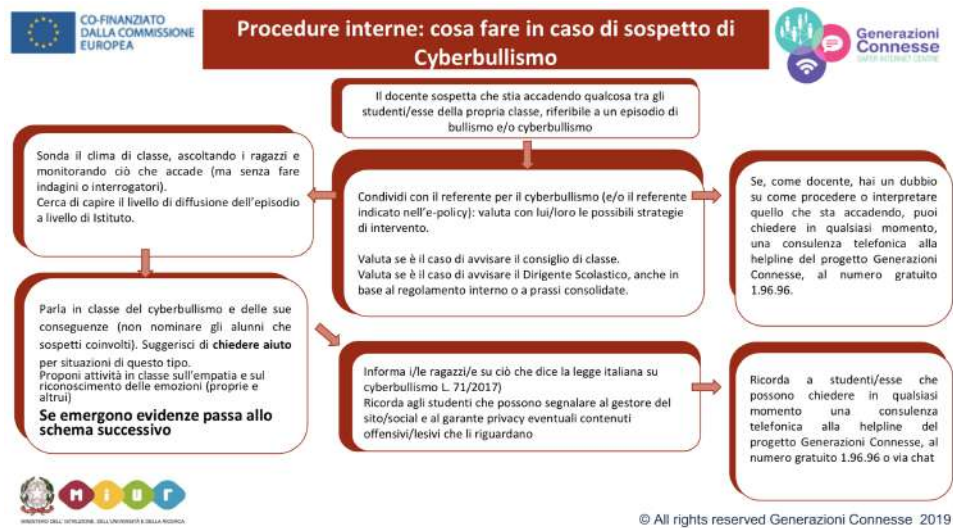 CO-FINANZIATO
DALLA COMMISSIONE
EUROPEA
Procedure interne: cosa fare in caso di sospetto di
Cyberbullismo
Generazioni
Connesse
SAFER INTERNET CENTRE
Il docente sospetta che stia accadendo qualcosa tra gli
studenti/esse della propria classe, riferibile a un episodio di
bullismo e/o cyberbullismo
Sonda il clima di classe, ascoltando i ragazzi e
monitorando ciò che accade (ma senza fare
indagini o interrogatori).
Cerca di capire il livello di diffusione dell'episodio
a livello di Istituto.
Condividi con il referente per il cyberbullismo (e/o il referente
indicato nell'e-policy): valuta con lui/loro le possibili strategie
di intervento.
Valuta se è il caso di avvisare il consiglio di classe.
Valuta se è il caso di avvisare il Dirigente Scolastico, anche in
base al regolamento interno o a prassi consolidate.
Se, come docente, hai un dubbio
su come procedere o interpretare
quello che sta accadendo, puoi
chiedere in qualsiasi momento,
una consulenza telefonica alla
helpline del progetto Generazioni
Connesse, al numero gratuito
1.96.96.
Parla in classe del cyberbullismo e delle sue
conseguenze (non nominare gli alunni che
sospetti coinvolti). Suggerisci di chiedere aiuto
per situazioni di questo tipo.
Proponi attività in classe sull'empatia e sul
riconoscimento delle emozioni (proprie e
altrui)
Se emergono evidenze passa allo
schema successivo
Informa i/le ragazzi/e su ciò che dice la legge italiana su
cyberbullismo L. 71/2017)
Ricorda agli studenti che possono segnalare al gestore del
sito/social e al garante privacy eventuali contenuti
offensivi/lesivi che li riguardano
Ricorda a studenti/esse che
possono chiedere in qualsiasi
momento una consulenza
telefonica alla helpline del
progetto Generazioni Connesse, al
numero gratuito 1.96.96 o via chat
M i u r
MINISTERO DELL'ISTRUZIONE, DELL'UNIVERSITÀ E DELLA RICERCA
© All rights reserved Generazioni Connesse 2019